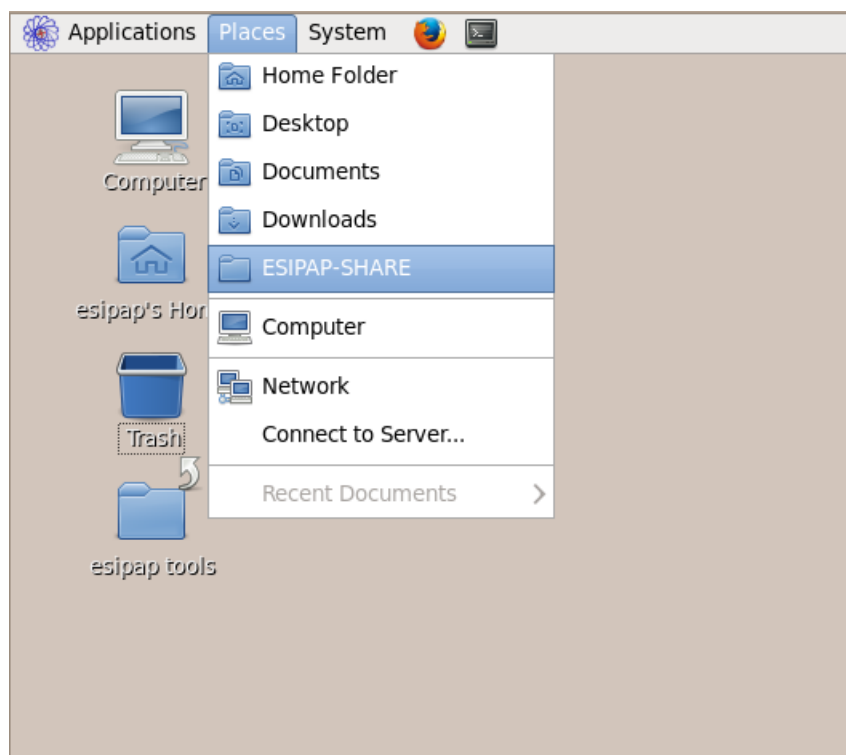 Applications Places System
Home Folder
Desktop
Computer
Documents
Downloads
ESIPAP-SHARE
esipap's Hor
Computer
Network
Trash
Connect to Server...
Recent Documents
esipap tools